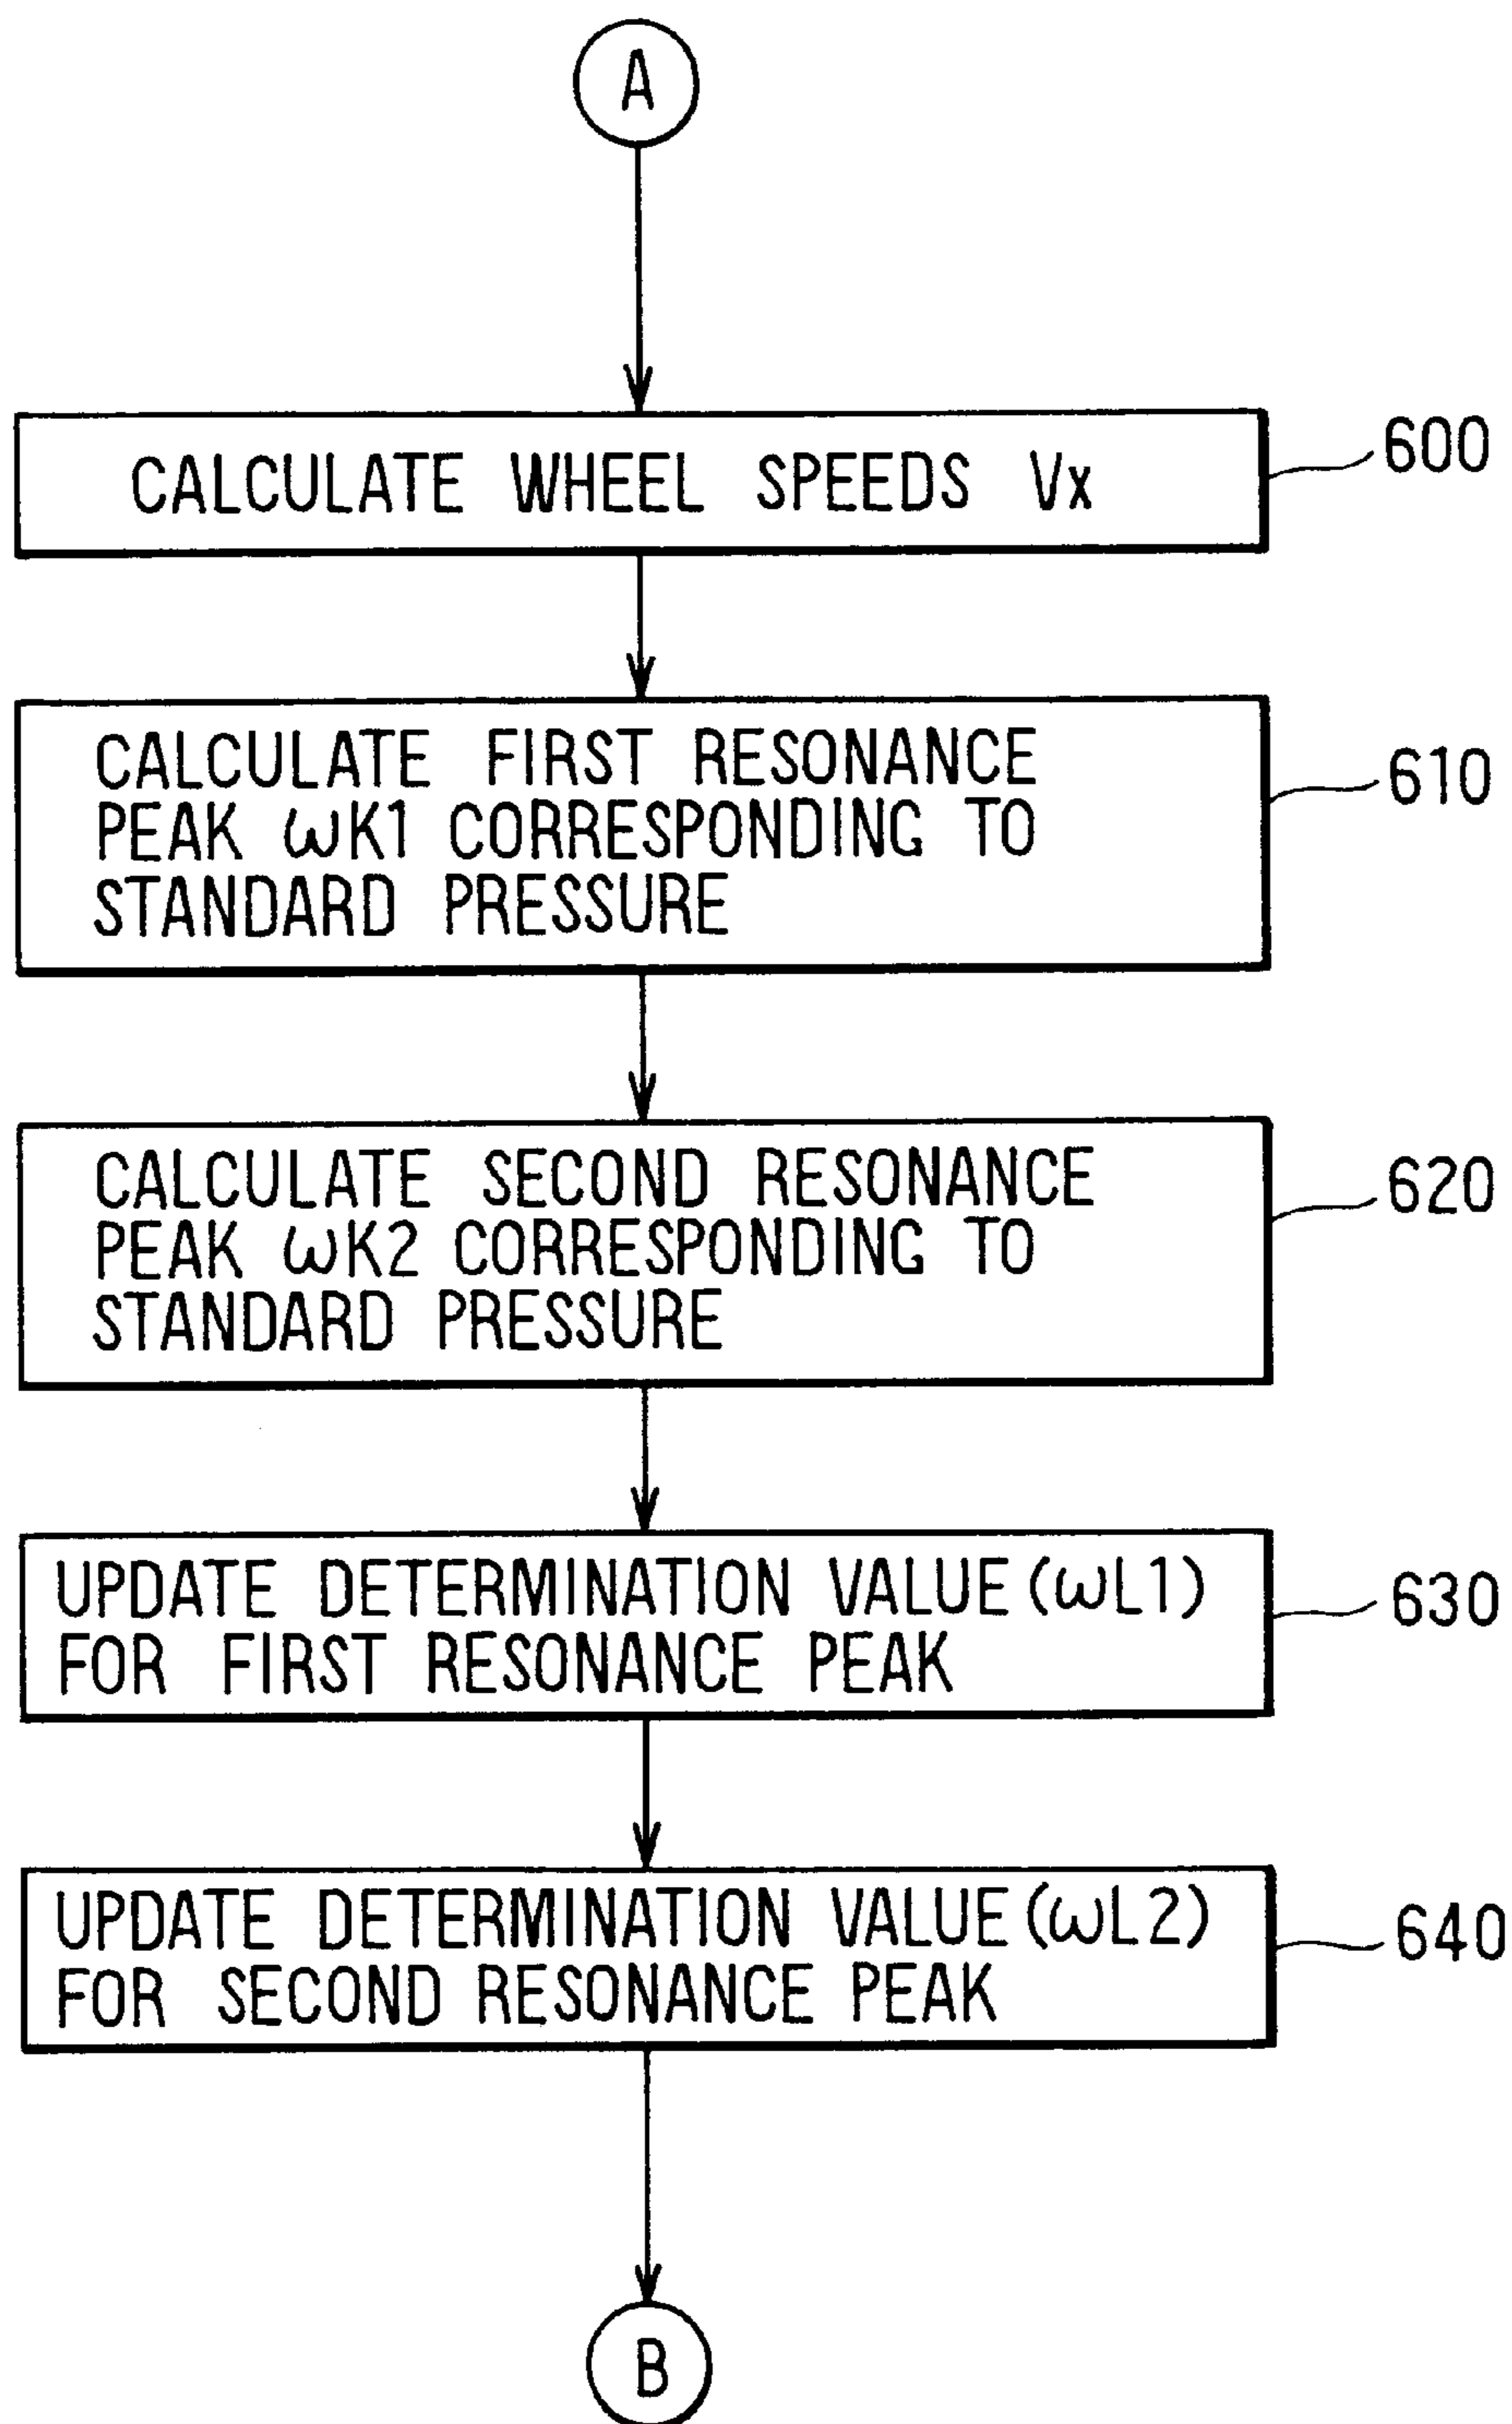 A
CALCULATE WHEEL SPEEDS Vx
600
CALCULATE FIRST RESONANCE
PEAK ωK1 CORRESPONDING TO
STANDARD PRESSURE
610
CALCULATE SECOND RESONANCE
PEAK ωK2 CORRESPONDING TO
STANDARD PRESSURE
620
UPDATE DETERMINATION VALUE (ωL1)
FOR FIRST RESONANCE PEAK
630
UPDATE DETERMINATION VALUE (ωL2)
FOR SECOND RESONANCE PEAK
640
B